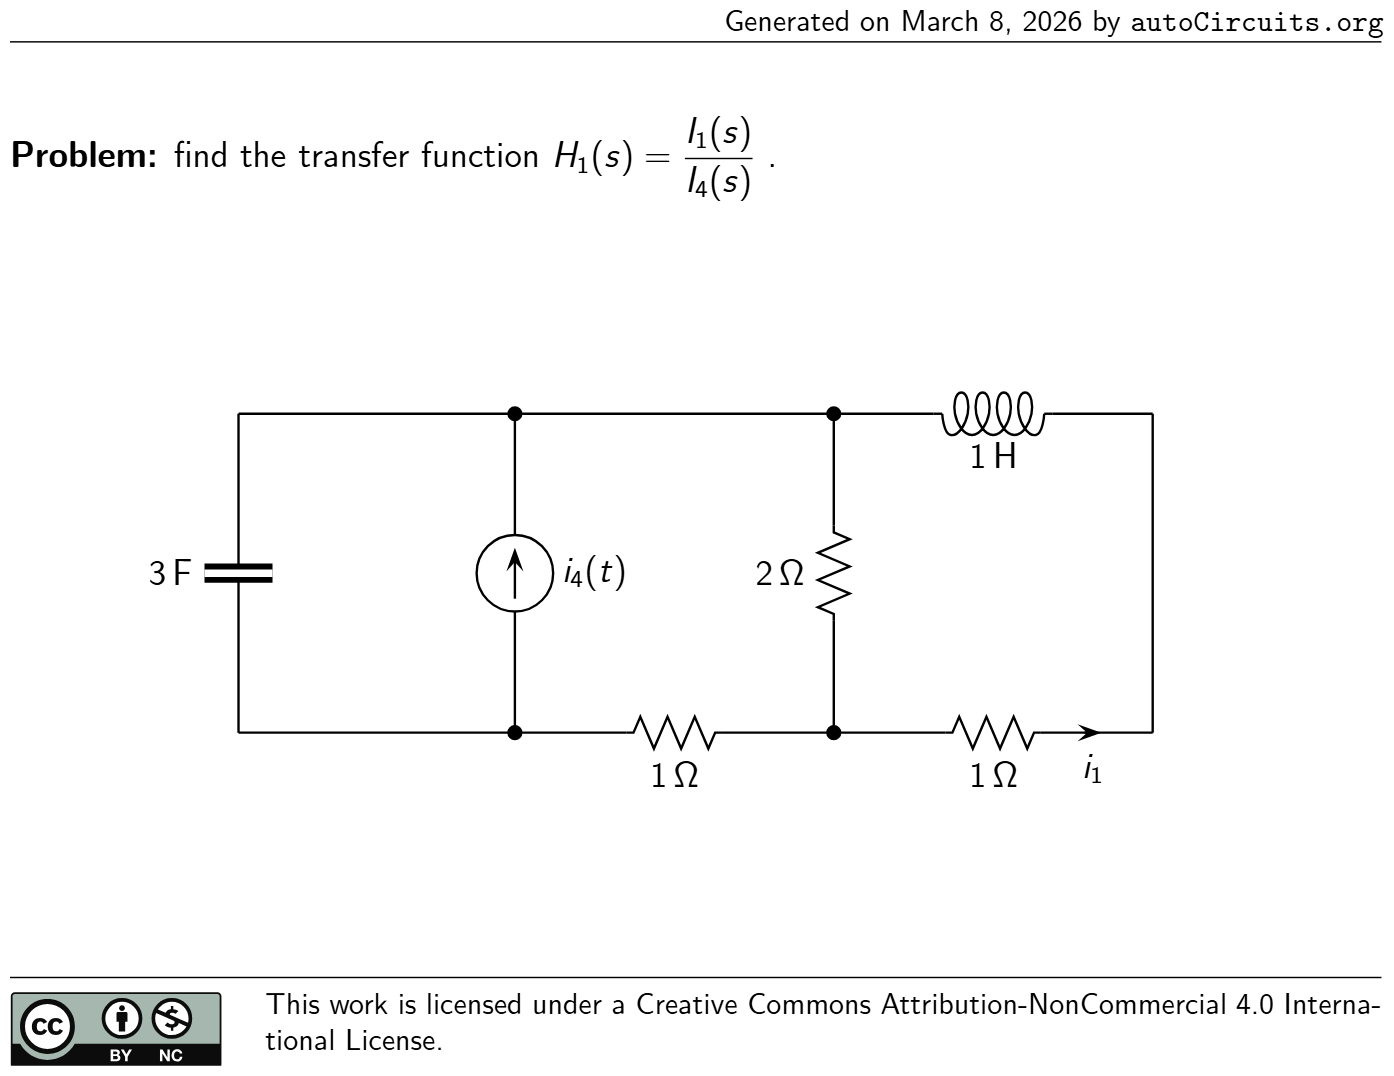 Generated on March 8, 2026 by autoCircuits.org
Problem: find the transfer function H₁(s) = I₁(s) / I₄(s) .
1 H
3 F
i₄(t)
2 Ω
1 Ω
1 Ω
i₁
This work is licensed under a Creative Commons Attribution-NonCommercial 4.0 Interna-
tional License.
cc
BY NC